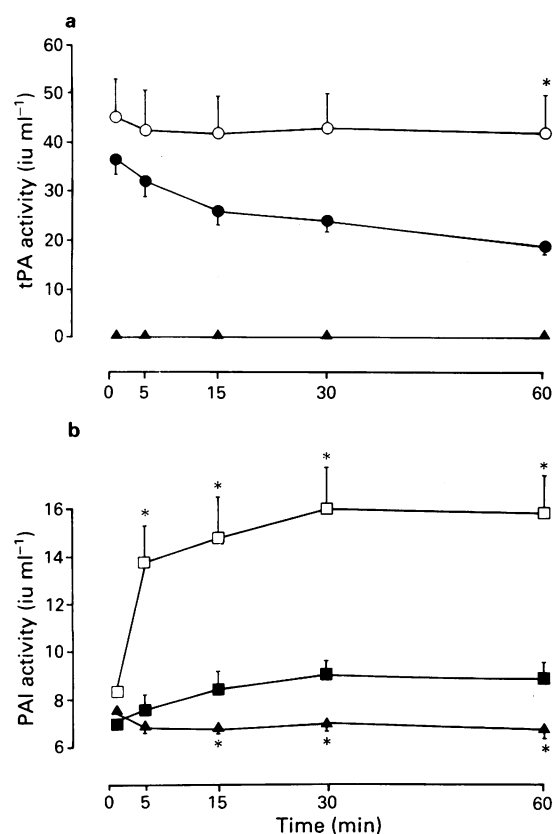 a
60
*
50
40
30
20
10
0
tPA activity (iu ml⁻¹)
0 5 15 30 60
b
* * * *
16
14
12
10
8
6
* * *
PAI activity (iu ml⁻¹)
0 5 15 30 60
Time (min)